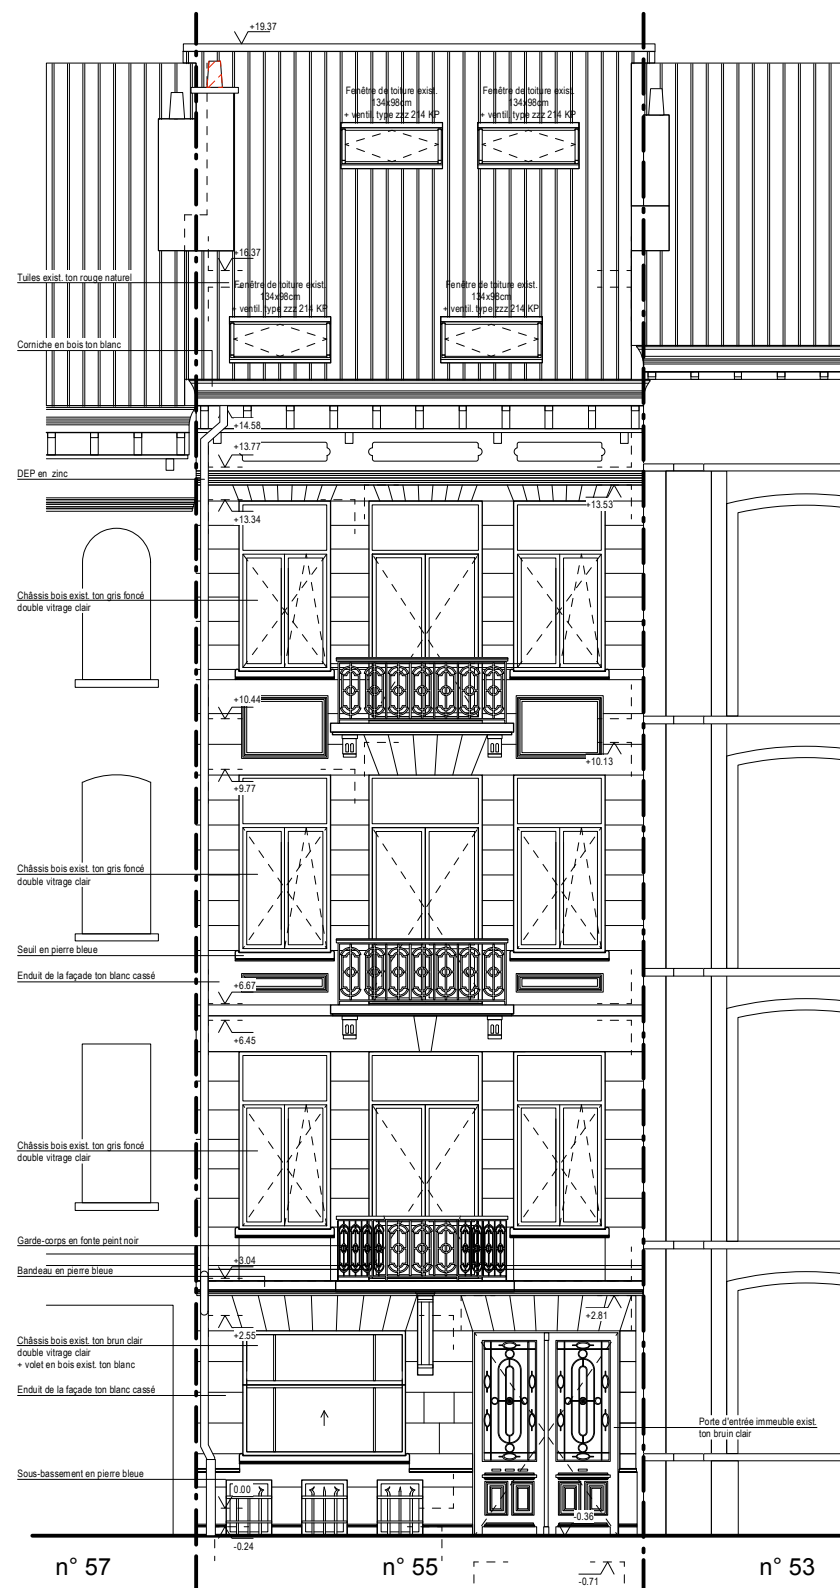 +19.37
Fenêtre de toiture exist.
134x98cm
+ ventil. type zzz 214 KP
Fenêtre de toiture exist.
134x98cm
+ ventil. type zzz 214 KP
+16.37
Tuiles exist. ton rouge naturel
Fenêtre de toiture exist.
134x98cm
+ ventil. type zzz 214 KP
Fenêtre de toiture exist.
134x98cm
+ ventil. type zzz 214 KP
Corniche en bois ton blanc
+14.58
+13.77
DEP en zinc
+13.53
+13.34
Châssis bois exist. ton gris foncé
double vitrage clair
+10.44
+10.13
+9.77
Châssis bois exist. ton gris foncé
double vitrage clair
Seuil en pierre bleue
Enduit de la façade ton blanc cassé
+6.67
+6.45
Châssis bois exist. ton gris foncé
double vitrage clair
Garde-corps en fonte peint noir
+3.04
Bandeau en pierre bleue
+2.81
+2.55
Châssis bois exist. ton brun clair
double vitrage clair
+ volet en bois exist. ton blanc
Enduit de la façade ton blanc cassé
Porte d'entrée immeuble exist.
ton bruin clair
Sous-bassement en pierre bleue
0.00
-0.36
-0.24
n° 57
n° 55
n° 53
-0.71